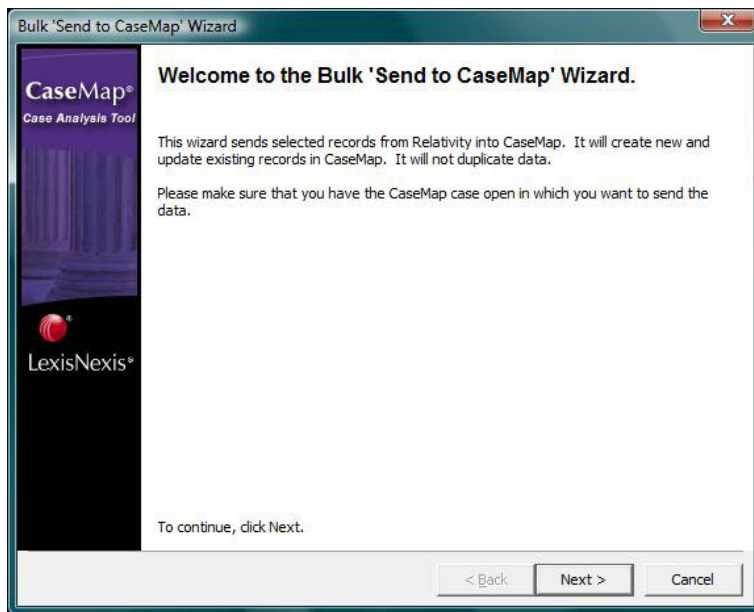 Bulk 'Send to CaseMap' Wizard
CaseMap®
Case Analysis Tool
LexisNexis®
Welcome to the Bulk 'Send to CaseMap' Wizard.
This wizard sends selected records from Relativity into CaseMap. It will create new and
update existing records in CaseMap. It will not duplicate data.
Please make sure that you have the CaseMap case open in which you want to send the
data.
To continue, click Next.
< Back
Next >
Cancel